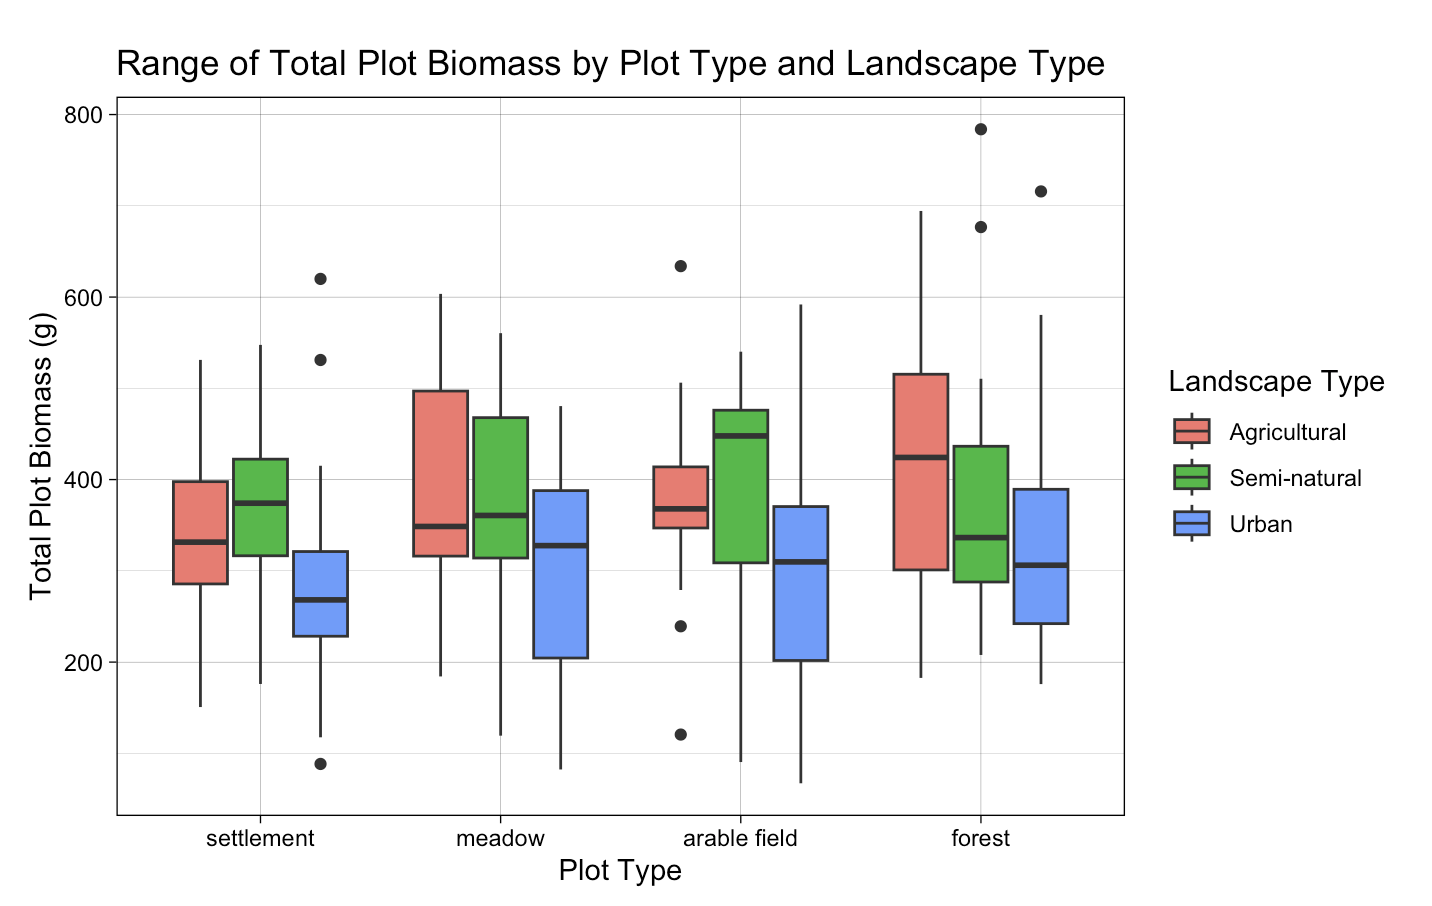 Range of Total Plot Biomass by Plot Type and Landscape Type
Total Plot Biomass (g)
800
600
400
200
settlement meadow arable field forest
Plot Type
Landscape Type
Agricultural
Semi-natural
Urban